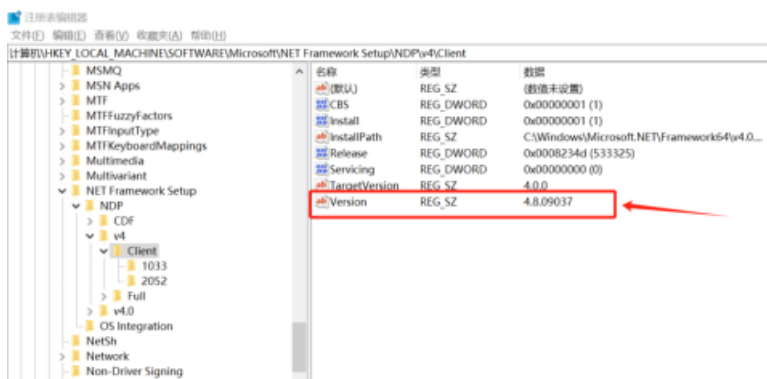 注册表编辑器
文件(F) 编辑(E) 查看(V) 收藏夹(A) 帮助(H)
计算机\HKEY_LOCAL_MACHINE\SOFTWARE\Microsoft\NET Framework Setup\NDP\v4\Client
MSMQ
MSN Apps
MTF
MTFFuzzyFactors
MTFInputType
MTFKeyboardMappings
Multimedia
Multivariant
NET Framework Setup
NDP
CDF
v4
Client
1033
2052
Full
v4.0
OS Integration
NetSh
Network
Non-Driver Signing
名称 类型 数据
ab (默认) REG_SZ (数值未设置)
CBS REG_DWORD 0x00000001 (1)
Install REG_DWORD 0x00000001 (1)
ab InstallPath REG_SZ C:\Windows\Microsoft.NET\Framework64\v4.0...
Release REG_DWORD 0x0008234d (533325)
Servicing REG_DWORD 0x00000000 (0)
ab TargetVersion REG_SZ 4.0.0
ab Version REG_SZ 4.8.09037